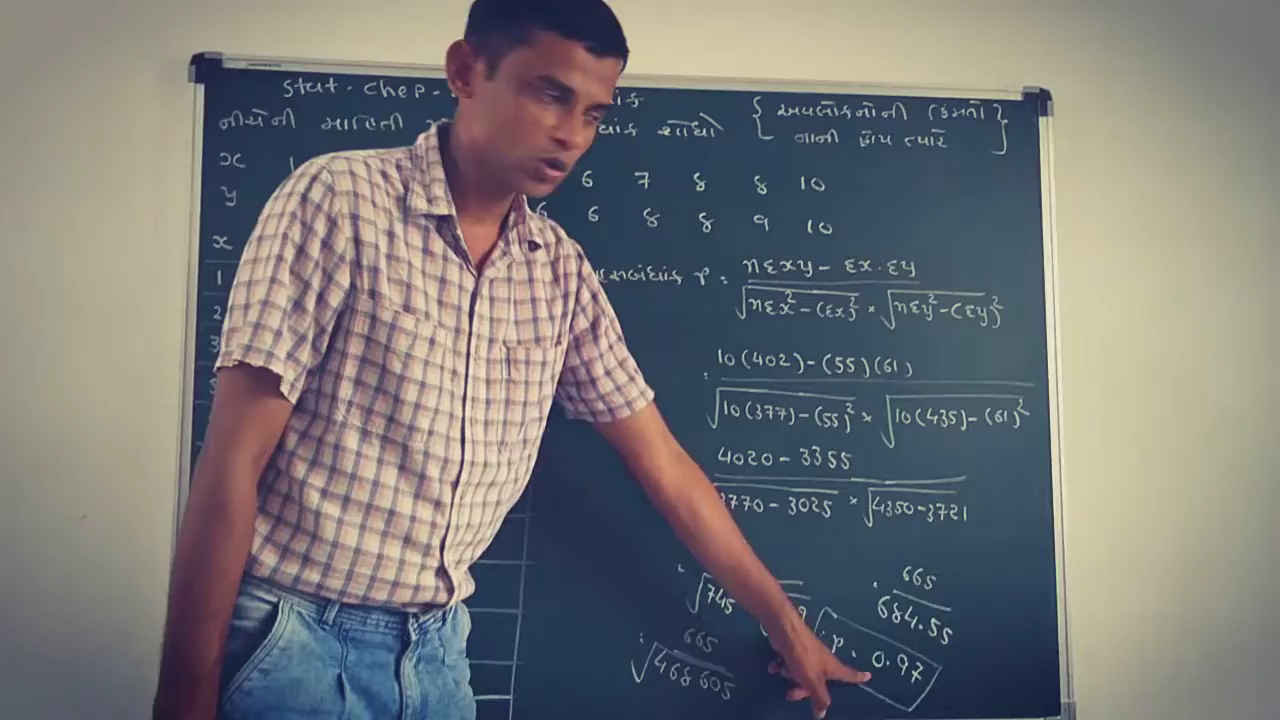 stat. chep.
નીચેની માહિતી શોધો { અવલોકનોની કિંમતો
નાની હોય ત્યારે }
x 1 6 7 8 8 10
y 6 6 8 8 9 10
x
1
2
3
5
r = nΣxy - Σx.Σy
√nΣx² - (Σx)² × √nΣy² - (Σy)²
= 10(402) - (55)(61)
√10(377) - (55)² × √10(435) - (61)²
4020 - 3355
3770 - 3025 × √4350 - 3721
= √745
= 665
√468605
= 665
684.55
r = 0.97